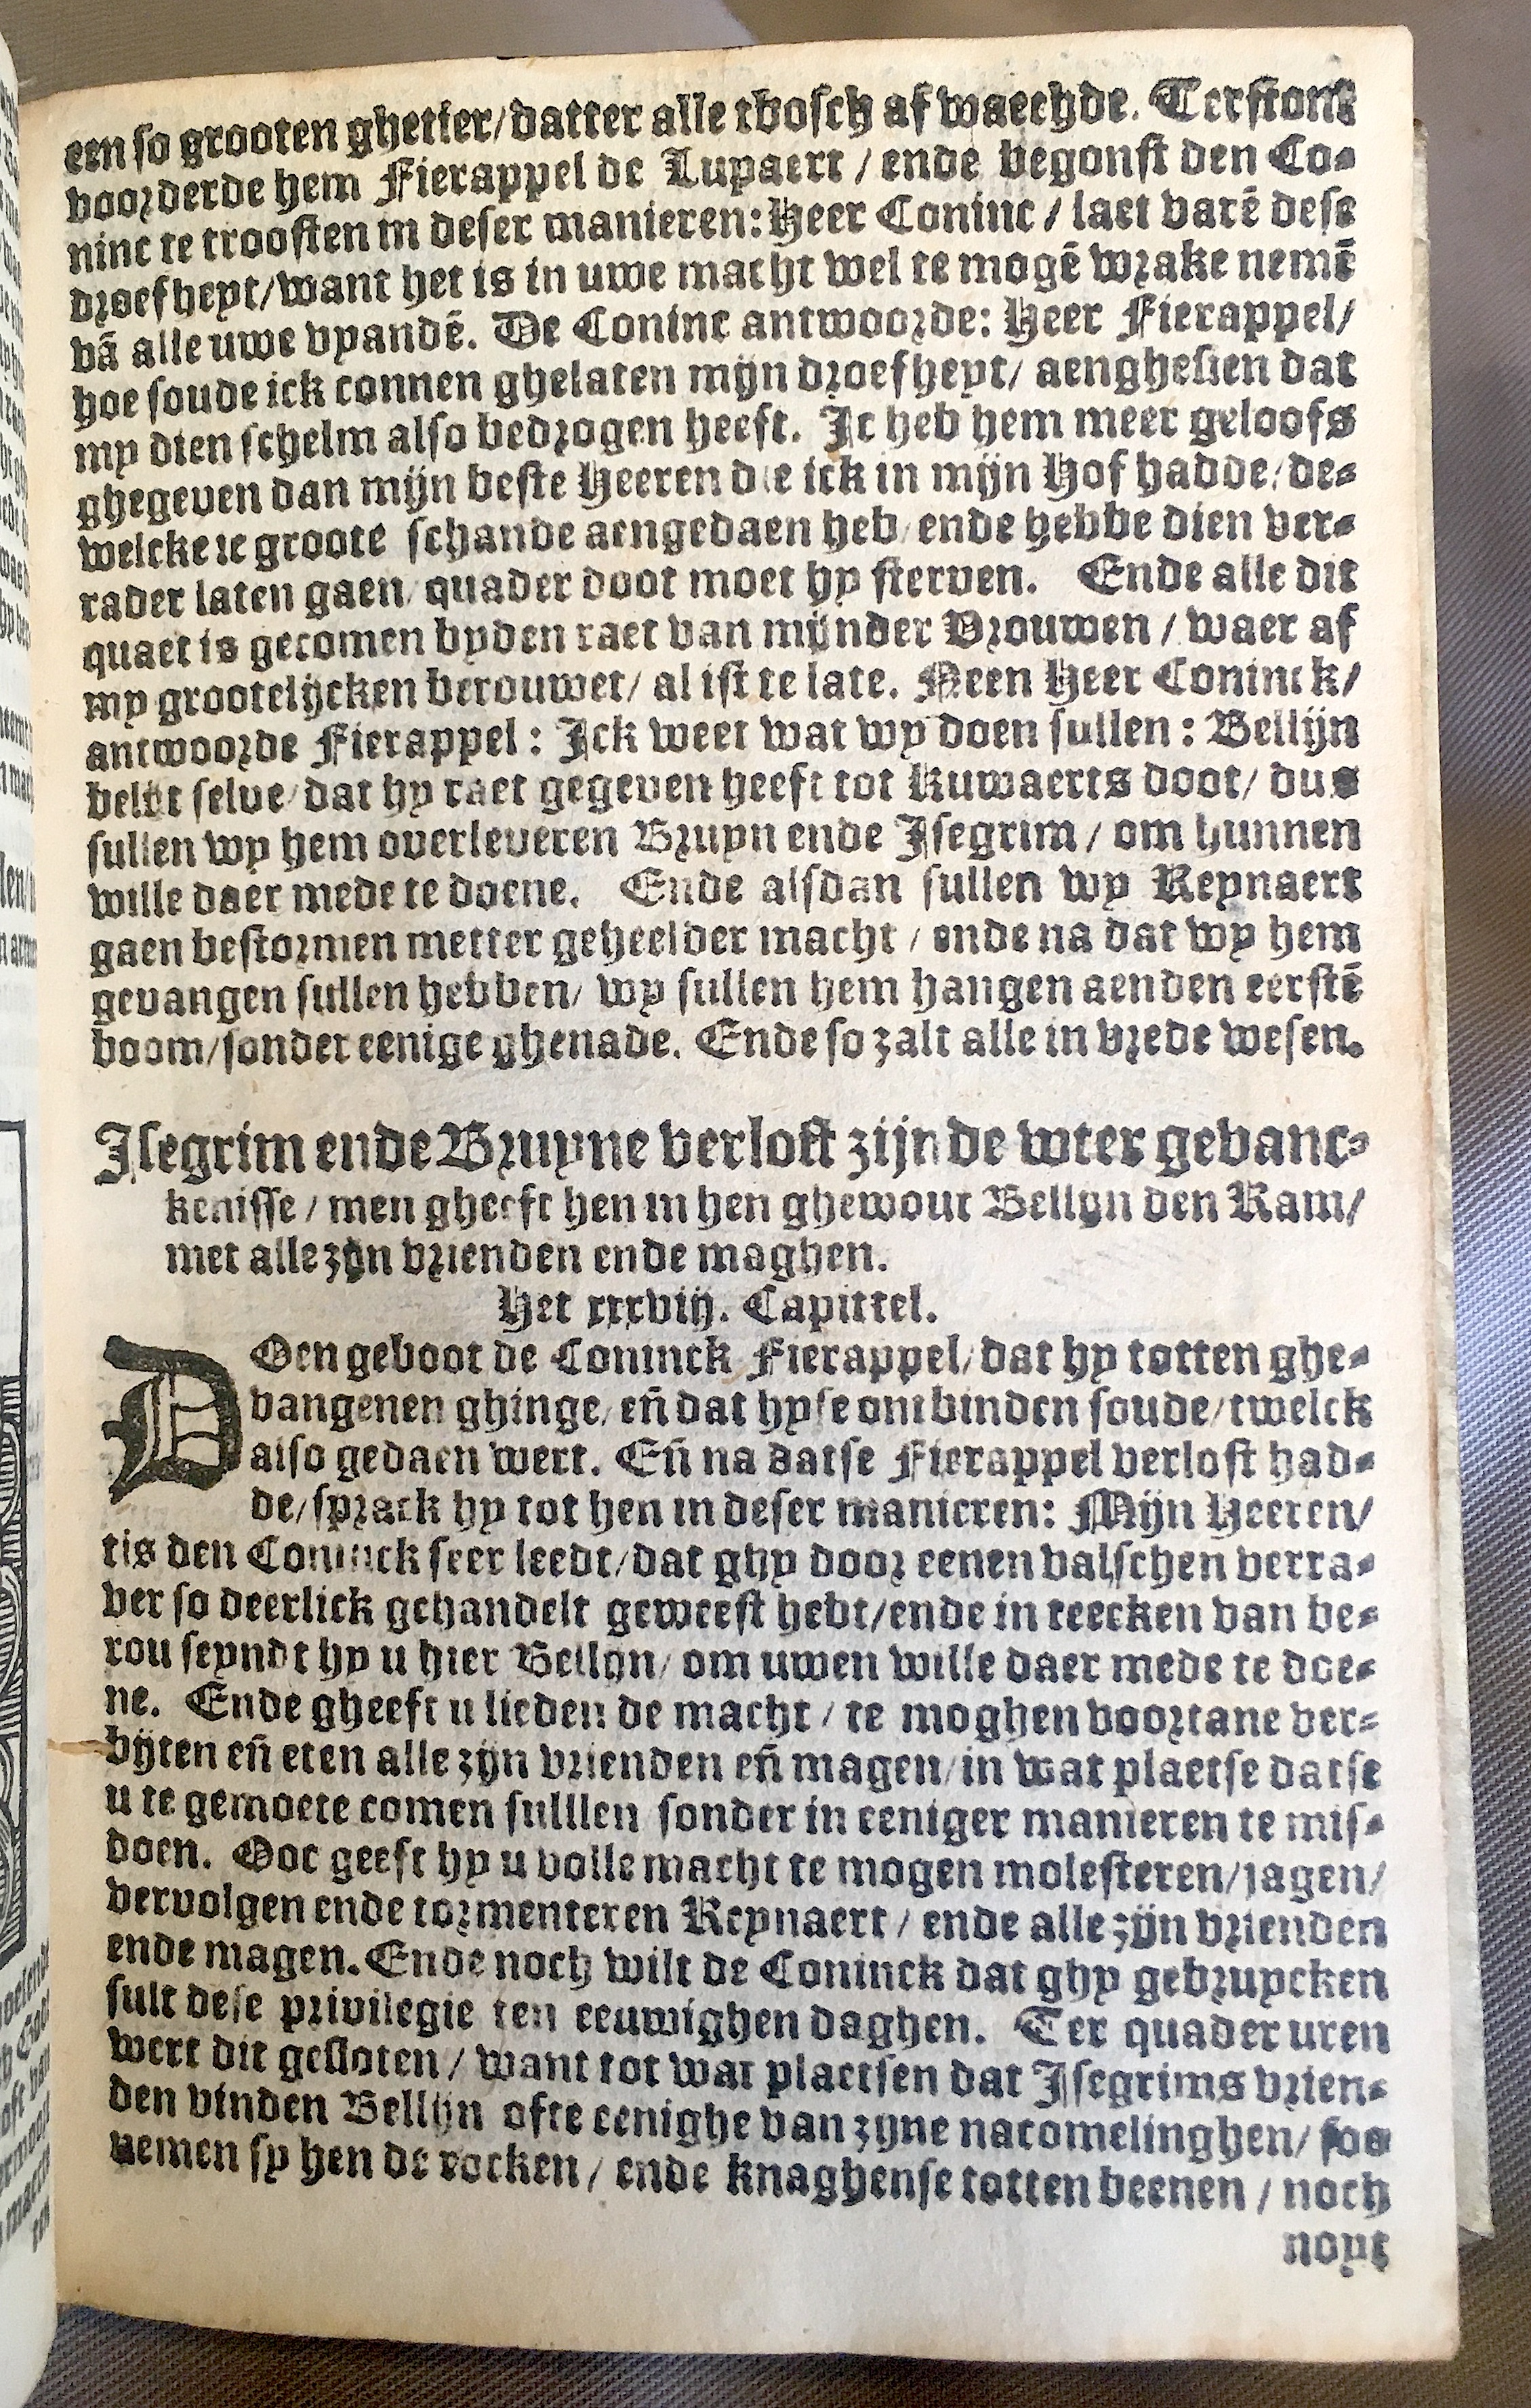 een so grooten ghetier/datter alle tbosch af waechde. Terstont
voorderde hem Fierappel de Lupaert / ende begonst den Co-
ninc te troosten in deser manieren: Heer Coninc / laet varē dese
droefheyt/want het is in uwe macht wel te mogē wrake nemē
vā alle uwe vyandē. De Coninc antwoorde: Heer Fierappel/
hoe soude ick connen ghelaten mijn droefheyt/ aenghesien dat
my dien schelm also bedrogen heeft. Ic heb hem meer geloofs
ghegeven dan mijn beste Heeren die ick in mijn Hof hadde/de-
welcke ic groote schande aengedaen heb/ende hebbe dien ver-
rader laten gaen/quader doot moet hy sterven. Ende alle dit
quaet is gecomen byden raet van mijnder Vrouwen / waer af
my grootelijcken berouwet/ al ist te late. Neen Heer Coninck/
antwoorde Fierappel: Ick weet wat wy doen sullen: Bellijn
belijt selve/dat hy raet gegeven heeft tot Kuwaerts doot/ dus
sullen wy hem overleveren Bruyn ende Isegrim / om hunnen
wille daer mede te doene. Ende alsdan sullen wy Reynaert
gaen bestormen metter geheelder macht / ende na dat wy hem
gevangen sullen hebben/ wy sullen hem hangen aenden eerstē
boom/sonder eenige ghenade. Ende so zalt alle in vrede wesen.
Isegrim ende Bruyne verlost zijnde wter gevanc-
kenisse / men gheeft hen in hen ghewout Bellijn den Ram/
met alle zijn vrienden ende maghen.
Het xxxvij. Capittel.
DOen geboot de Coninck Fierappel/dat hy totten ghe-
vangenen ghinge/eñ dat hyse ontbinden soude/twelck
also gedaen wert. Eñ na datse Fierappel verlost had-
de/sprack hy tot hen in deser manieren: Mijn Heeren/
tis den Coninck seer leedt/dat ghy door eenen valschen verra-
der so deerlick gehandelt geweest hebt/ende in teecken van be-
rou seyndt hy u hier Bellijn/ om uwen wille daer mede te doe-
ne. Ende gheeft u lieden de macht / te moghen voortane ver-
bijten eñ eten alle zijn vrienden eñ magen/in wat plaetse datse
u te gemoete comen sulllen sonder in eeniger manieren te mis-
doen. Ooc geeft hy u volle macht te mogen molesteren/jagen/
vervolgen ende tormenteren Reynaert / ende alle zijn vrienden
ende magen. Ende noch wilt de Coninck dat ghy gebruycken
sult dese privilegie ten eeuwighen daghen. Ter quader uren
wert dit gesloten / want tot wat plaetsen dat Isegrims vrien-
den vinden Bellijn ofte eenighe van zijne nacomelinghen/ soo
nemen sy hen de rocken / ende knaghense totten beenen / noch
noyt